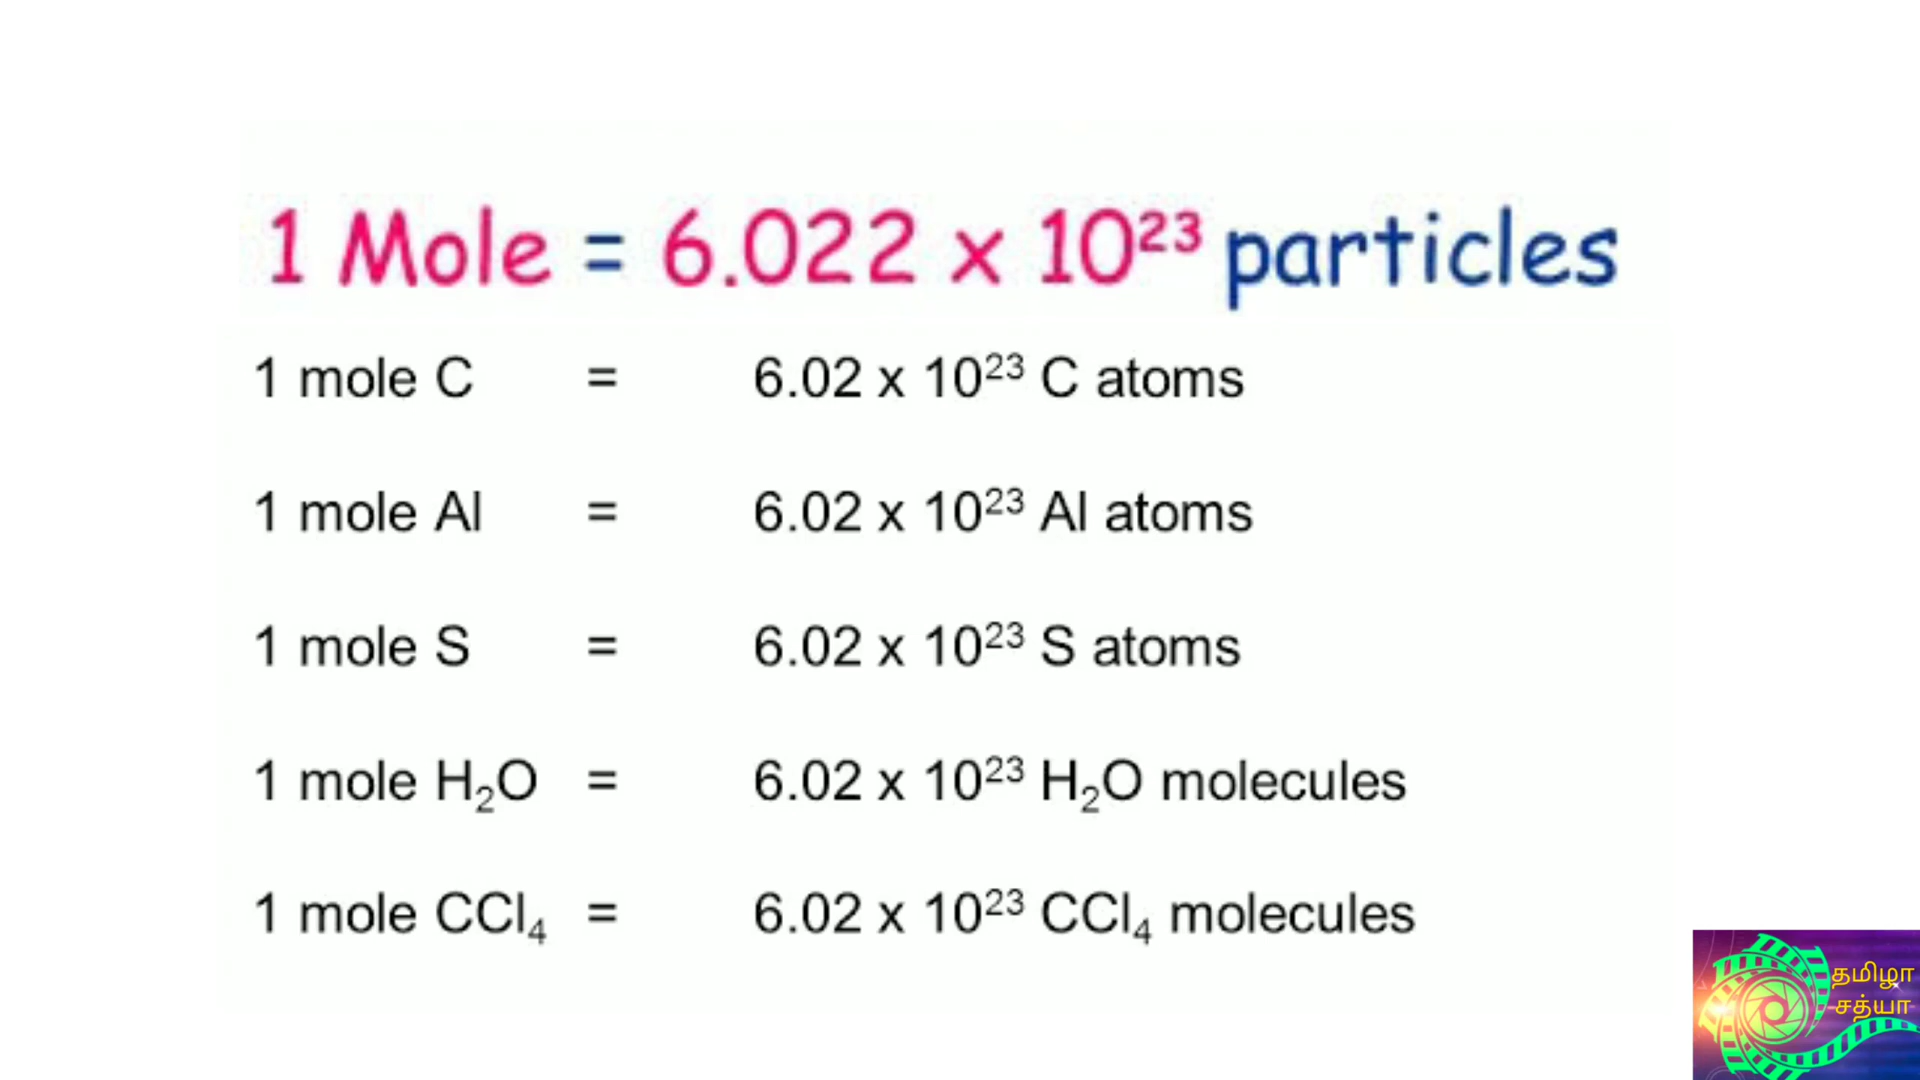 1 Mole = 6.022 x 10²³ particles
1 mole C = 6.02 x 10²³ C atoms
1 mole Al = 6.02 x 10²³ Al atoms
1 mole S = 6.02 x 10²³ S atoms
1 mole H₂O = 6.02 x 10²³ H₂O molecules
1 mole CCl₄ = 6.02 x 10²³ CCl₄ molecules
தமிழா
சத்யா